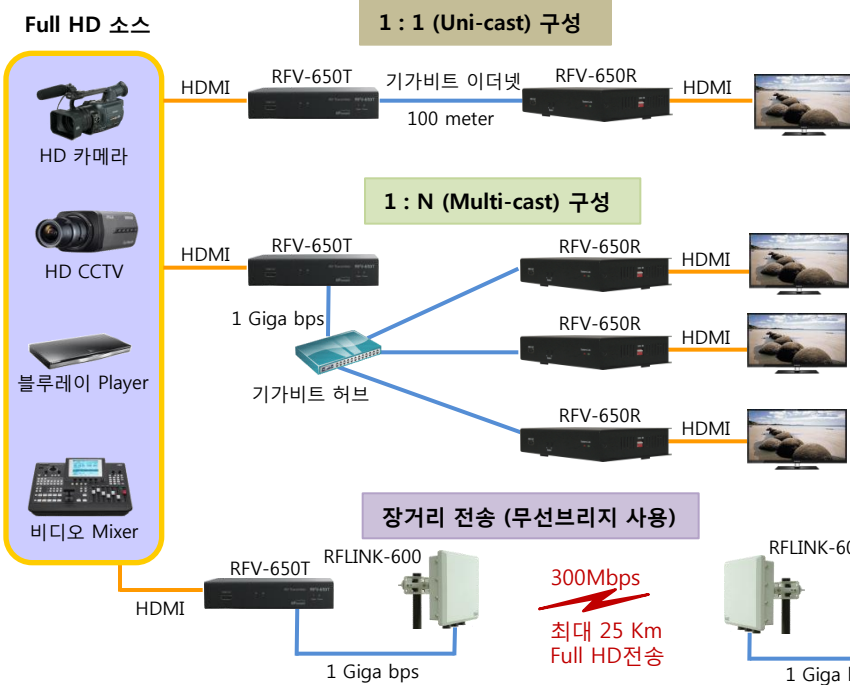 Full HD 소스
1 : 1 (Uni-cast) 구성
HD 카메라
HD CCTV
블루레이 Player
비디오 Mixer
HDMI
RFV-650T
기가비트 이더넷
100 meter
RFV-650R
HDMI
1 : N (Multi-cast) 구성
HDMI
RFV-650T
1 Giga bps
기가비트 허브
RFV-650R
HDMI
RFV-650R
HDMI
RFV-650R
HDMI
장거리 전송 (무선브리지 사용)
HDMI
RFV-650T
RFLINK-600
1 Giga bps
300Mbps
최대 25 Km
Full HD전송
RFLINK-60
1 Giga